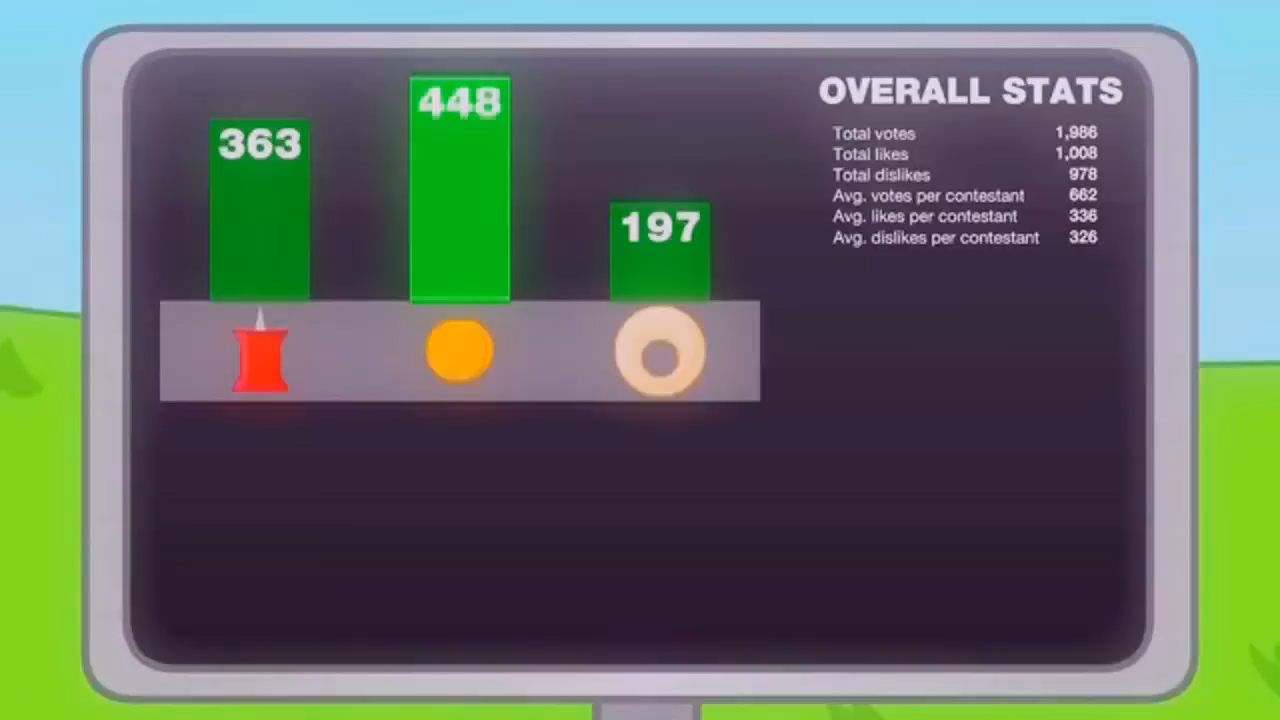 363
448
197
OVERALL STATS
Total votes 1,986
Total likes 1,008
Total dislikes 978
Avg. votes per contestant 662
Avg. likes per contestant 336
Avg. dislikes per contestant 326